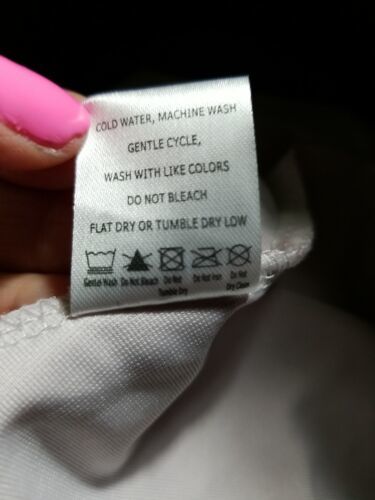 COLD WATER, MACHINE WASH
GENTLE CYCLE,
WASH WITH LIKE COLORS
DO NOT BLEACH
FLAT DRY OR TUMBLE DRY LOW
Gentel Wash Do Not Bleach Do Not Tumble Dry Do Not Iron Do Not Dry Clean